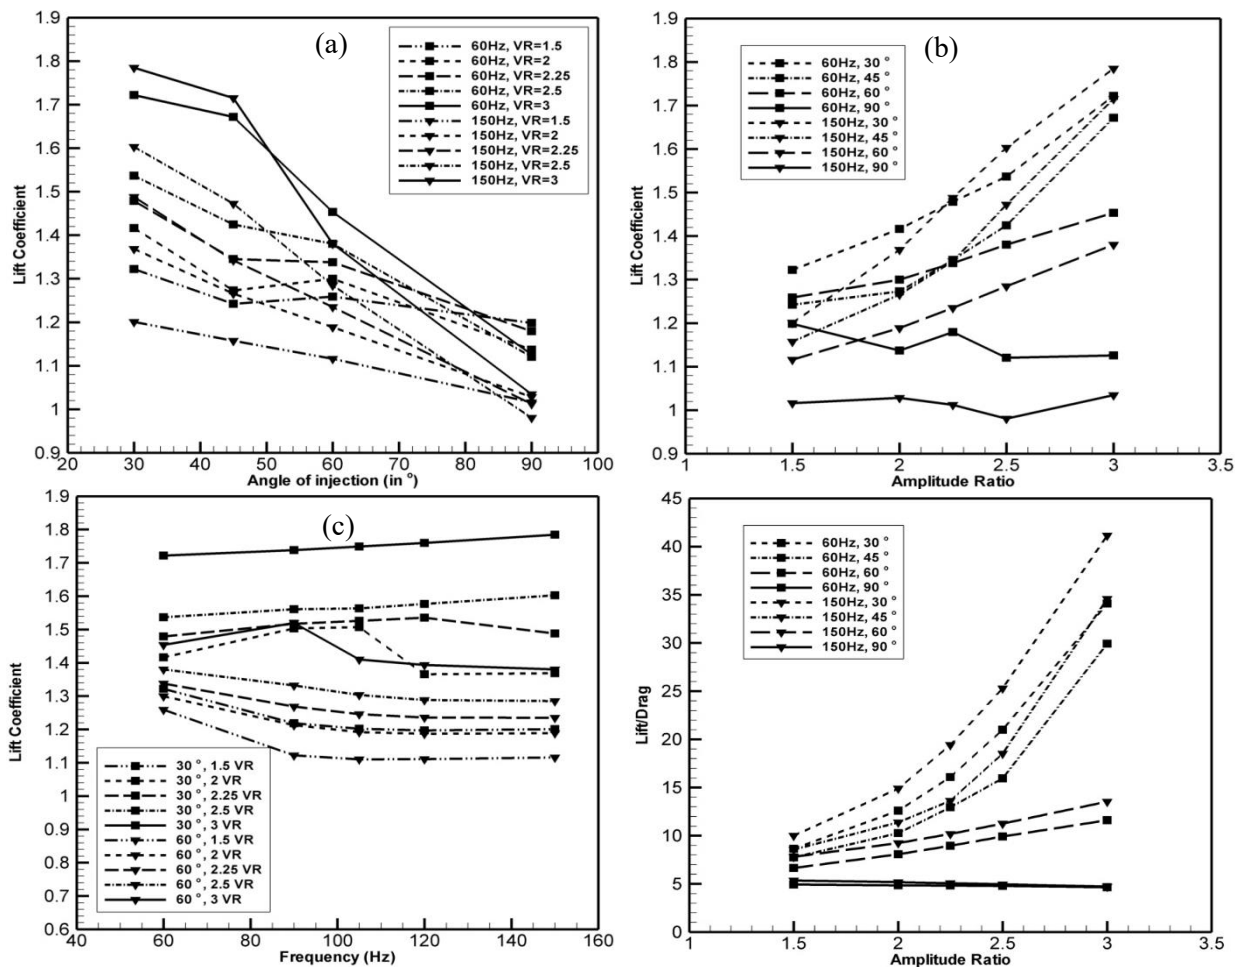 (a)
1.9
1.8
1.7
1.6
1.5
1.4
1.3
1.2
1.1
1
0.9
Lift Coefficient
60Hz, VR=1.5
60Hz, VR=2
60Hz, VR=2.25
60Hz, VR=2.5
60Hz, VR=3
150Hz, VR=1.5
150Hz, VR=2
150Hz, VR=2.25
150Hz, VR=2.5
150Hz, VR=3
20 30 40 50 60 70 80 90 100
Angle of injection (in °)
(b)
1.9
1.8
1.7
1.6
1.5
1.4
1.3
1.2
1.1
1
0.9
Lift Coefficient
60Hz, 30 °
60Hz, 45 °
60Hz, 60 °
60Hz, 90 °
150Hz, 30 °
150Hz, 45 °
150Hz, 60 °
150Hz, 90 °
1 1.5 2 2.5 3 3.5
Amplitude Ratio
(c)
1.9
1.8
1.7
1.6
1.5
1.4
1.3
1.2
1.1
1
0.9
0.8
0.7
0.6
Lift Coefficient
30 °, 1.5 VR
30 °, 2 VR
30 °, 2.25 VR
30 °, 2.5 VR
30 °, 3 VR
60 °, 1.5 VR
60 °, 2 VR
60 °, 2.25 VR
60 °, 2.5 VR
60 °, 3 VR
40 60 80 100 120 140 160
Frequency (Hz)
45
40
35
30
25
20
15
10
5
0
Lift/Drag
60Hz, 30 °
60Hz, 45 °
60Hz, 60 °
60Hz, 90 °
150Hz, 30 °
150Hz, 45 °
150Hz, 60 °
150Hz, 90 °
1 1.5 2 2.5 3 3.5
Amplitude Ratio